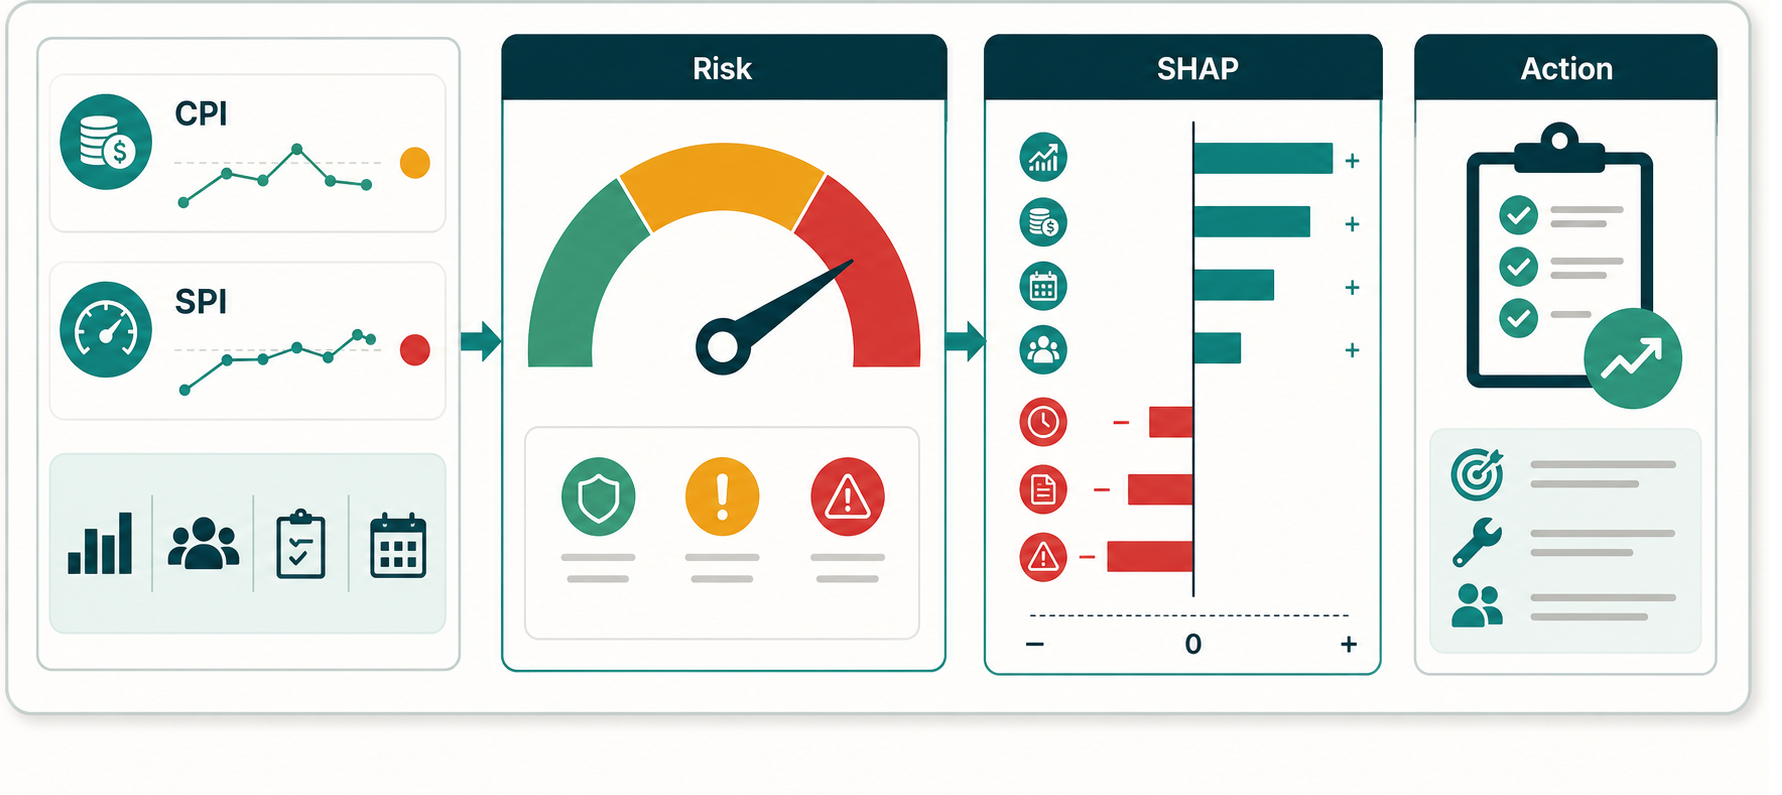 CPI
SPI
Risk
SHAP
+
+
+
+
−
−
−
− 0 +
Action